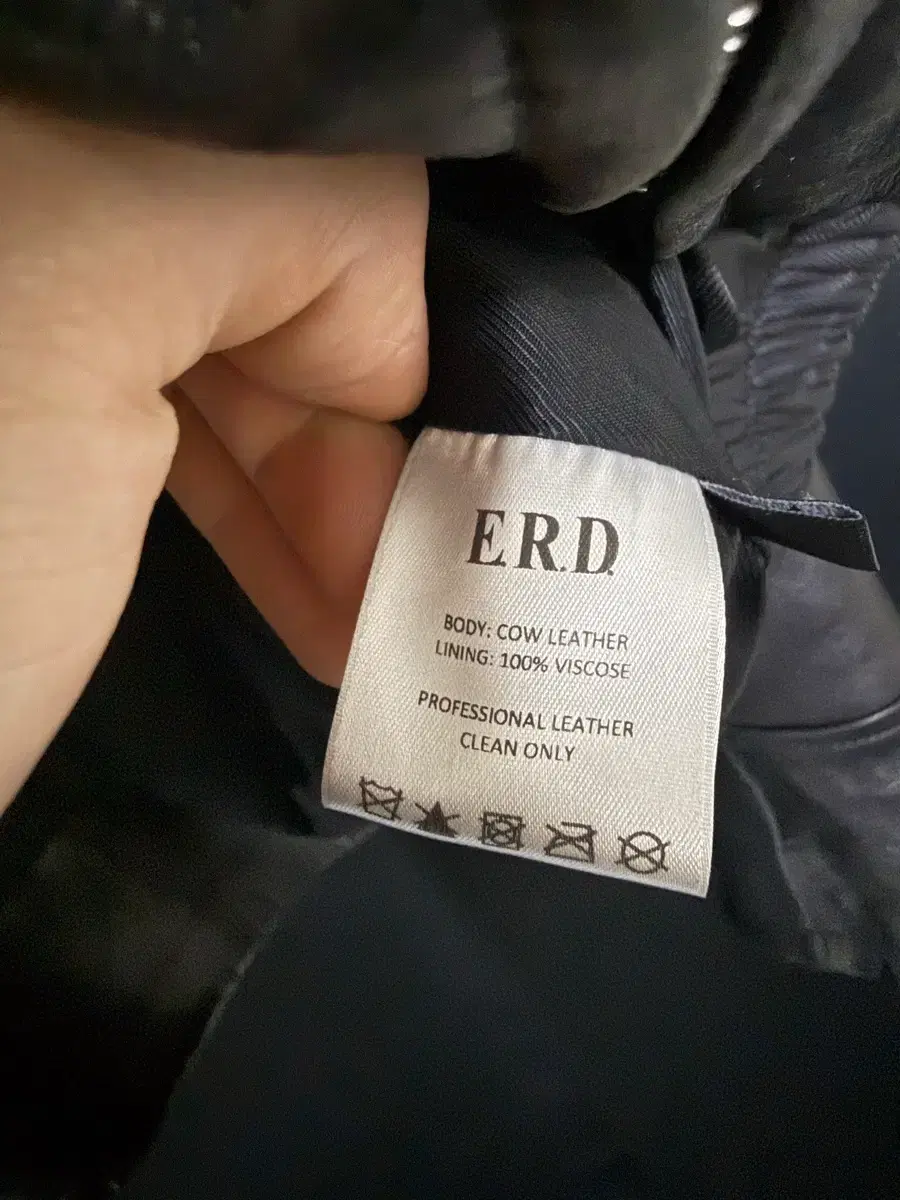 E.R.D.
BODY: COW LEATHER
LINING: 100% VISCOSE
PROFESSIONAL LEATHER
CLEAN ONLY